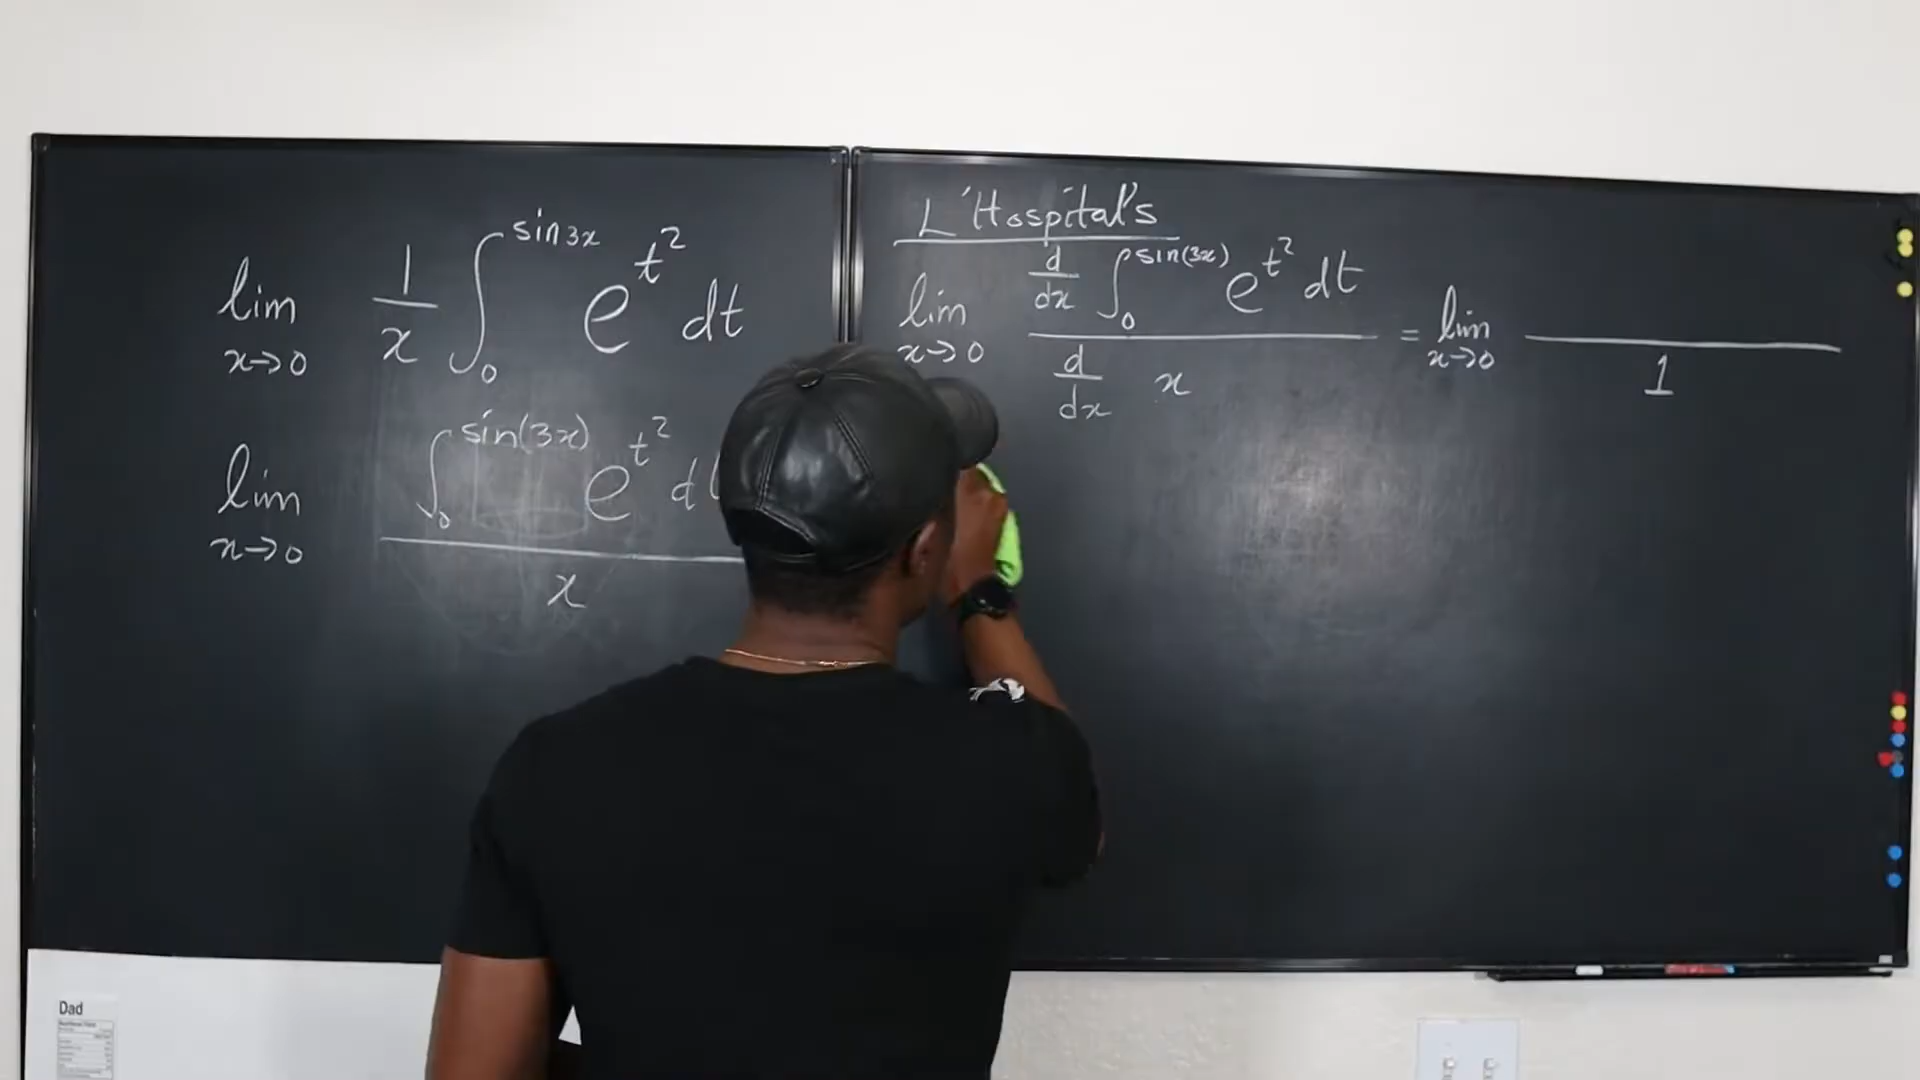 lim x→0 1/x ∫₀^{sin3x} e^{t²} dt
lim x→0 ∫₀^{sin(3x)} e^{t²} d
x
L'Hospital's
lim x→0 d/dx ∫₀^{sin(3x)} e^{t²} dt
d/dx x
= lim x→0
1
Dad